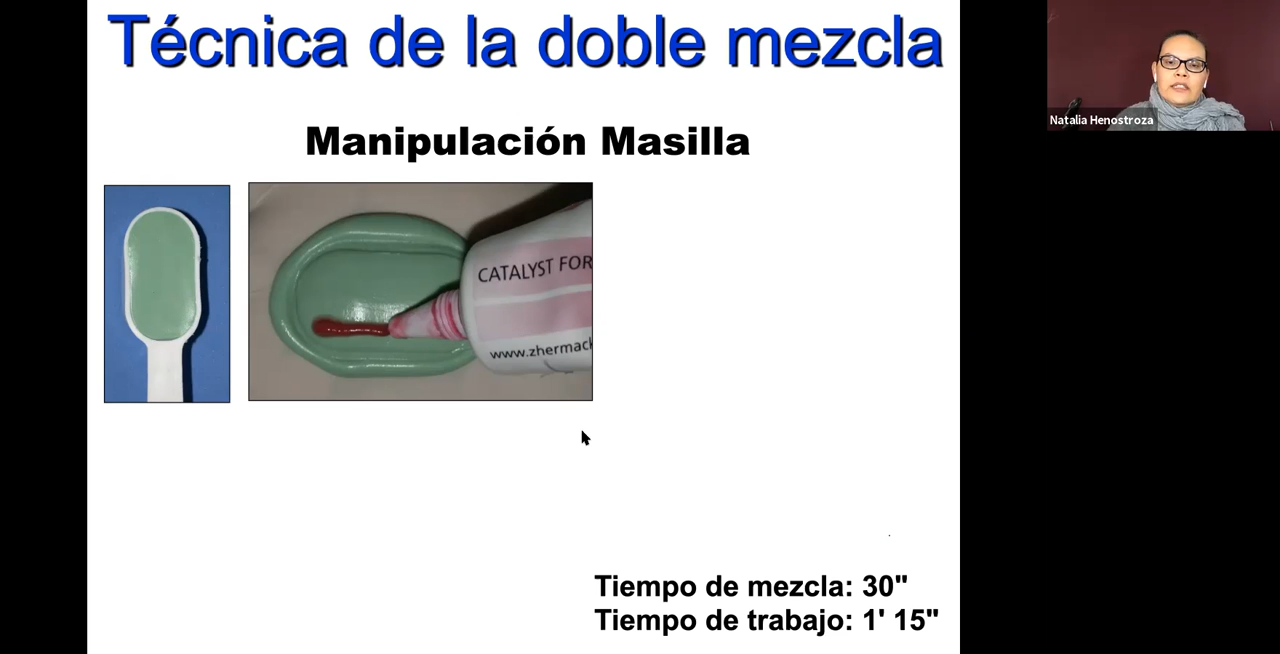 Técnica de la doble mezcla
Natalia Henostroza
Manipulación Masilla
CATALYST FOR
www.zhermack
Tiempo de mezcla: 30"
Tiempo de trabajo: 1' 15"